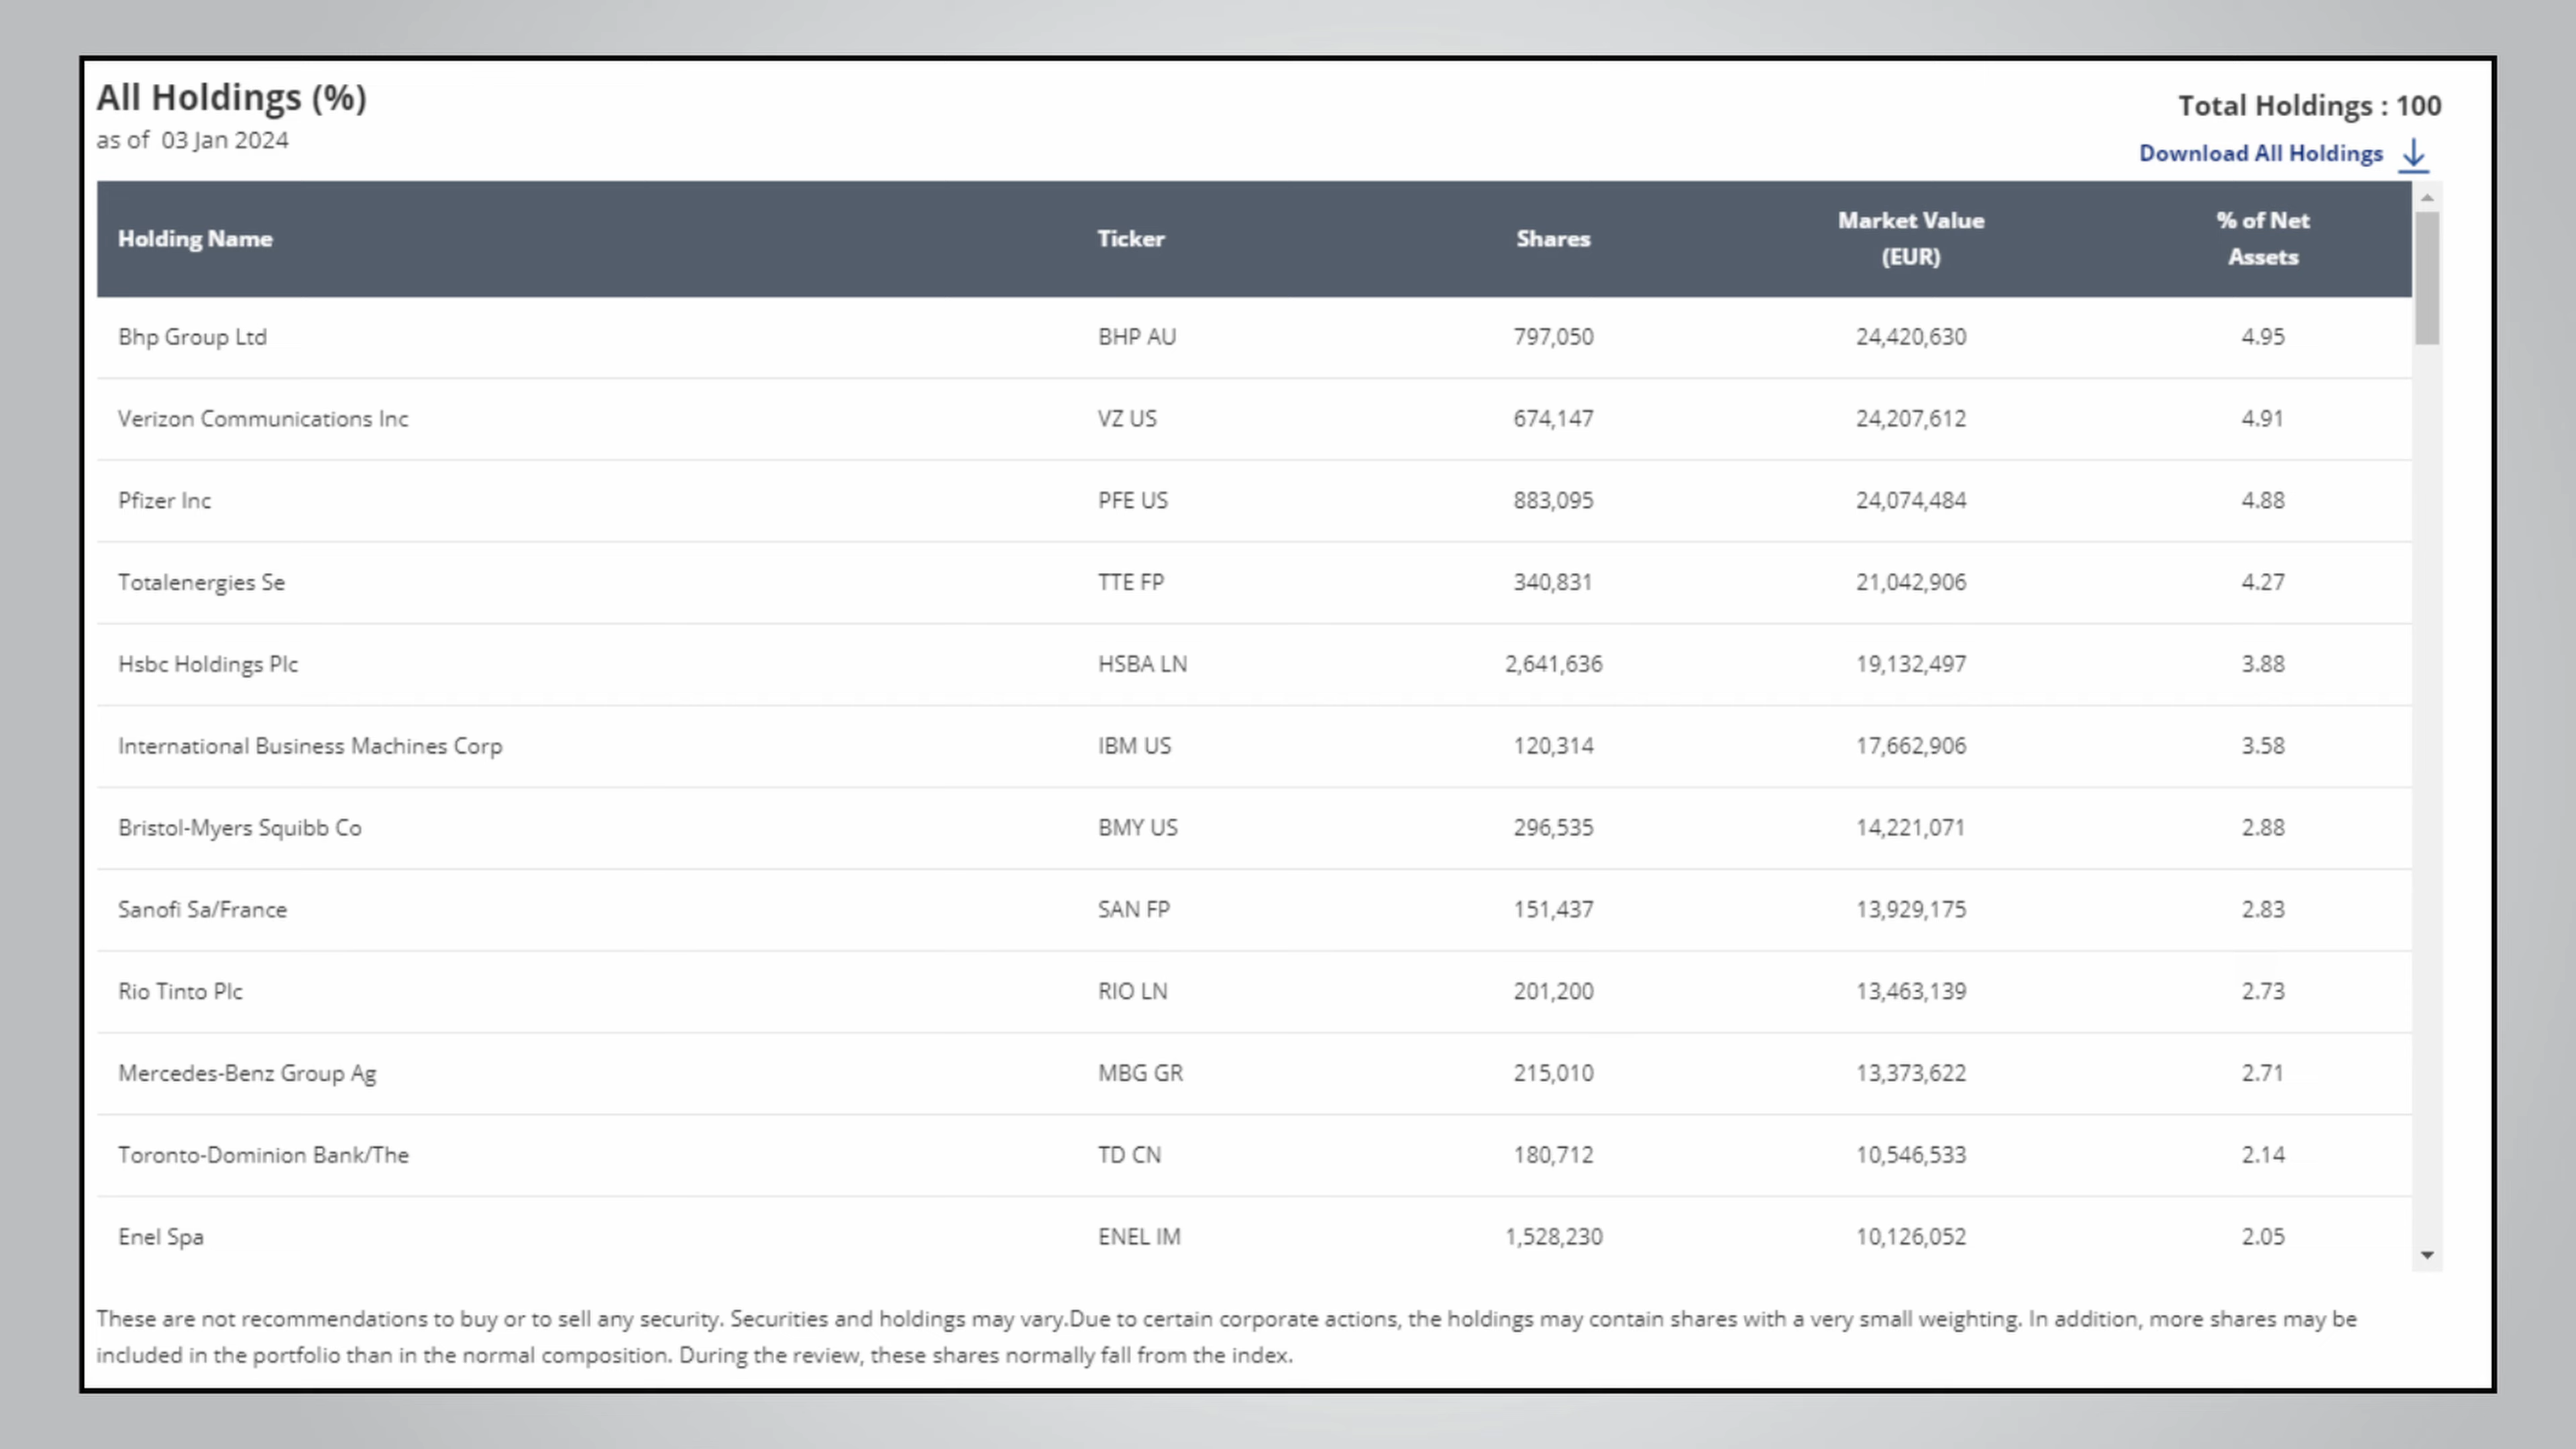 All Holdings (%)
as of 03 Jan 2024
Total Holdings : 100
Download All Holdings
Holding Name Ticker Shares Market Value (EUR) % of Net Assets
Bhp Group Ltd BHP AU 797,050 24,420,630 4.95
Verizon Communications Inc VZ US 674,147 24,207,612 4.91
Pfizer Inc PFE US 883,095 24,074,484 4.88
Totalenergies Se TTE FP 340,831 21,042,906 4.27
Hsbc Holdings Plc HSBA LN 2,641,636 19,132,497 3.88
International Business Machines Corp IBM US 120,314 17,662,906 3.58
Bristol-Myers Squibb Co BMY US 296,535 14,221,071 2.88
Sanofi Sa/France SAN FP 151,437 13,929,175 2.83
Rio Tinto Plc RIO LN 201,200 13,463,139 2.73
Mercedes-Benz Group Ag MBG GR 215,010 13,373,622 2.71
Toronto-Dominion Bank/The TD CN 180,712 10,546,533 2.14
Enel Spa ENEL IM 1,528,230 10,126,052 2.05
These are not recommendations to buy or to sell any security. Securities and holdings may vary.Due to certain corporate actions, the holdings may contain shares with a very small weighting. In addition, more shares may be
included in the portfolio than in the normal composition. During the review, these shares normally fall from the index.